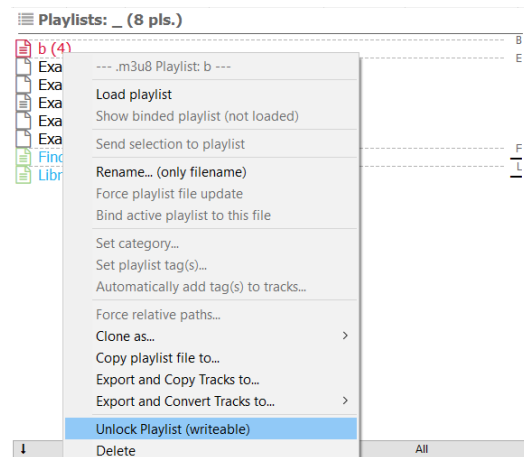 Playlists: _ (8 pls.)
B
b (4)
E
Exa
Exa
Exa
Exa
Exa
F
Find
L
Libr
--- .m3u8 Playlist: b ---
Load playlist
Show binded playlist (not loaded)
Send selection to playlist
Rename... (only filename)
Force playlist file update
Bind active playlist to this file
Set category...
Set playlist tag(s)...
Automatically add tag(s) to tracks...
Force relative paths...
Clone as...
Copy playlist file to...
Export and Copy Tracks to...
Export and Convert Tracks to...
Unlock Playlist (writeable)
Delete
All